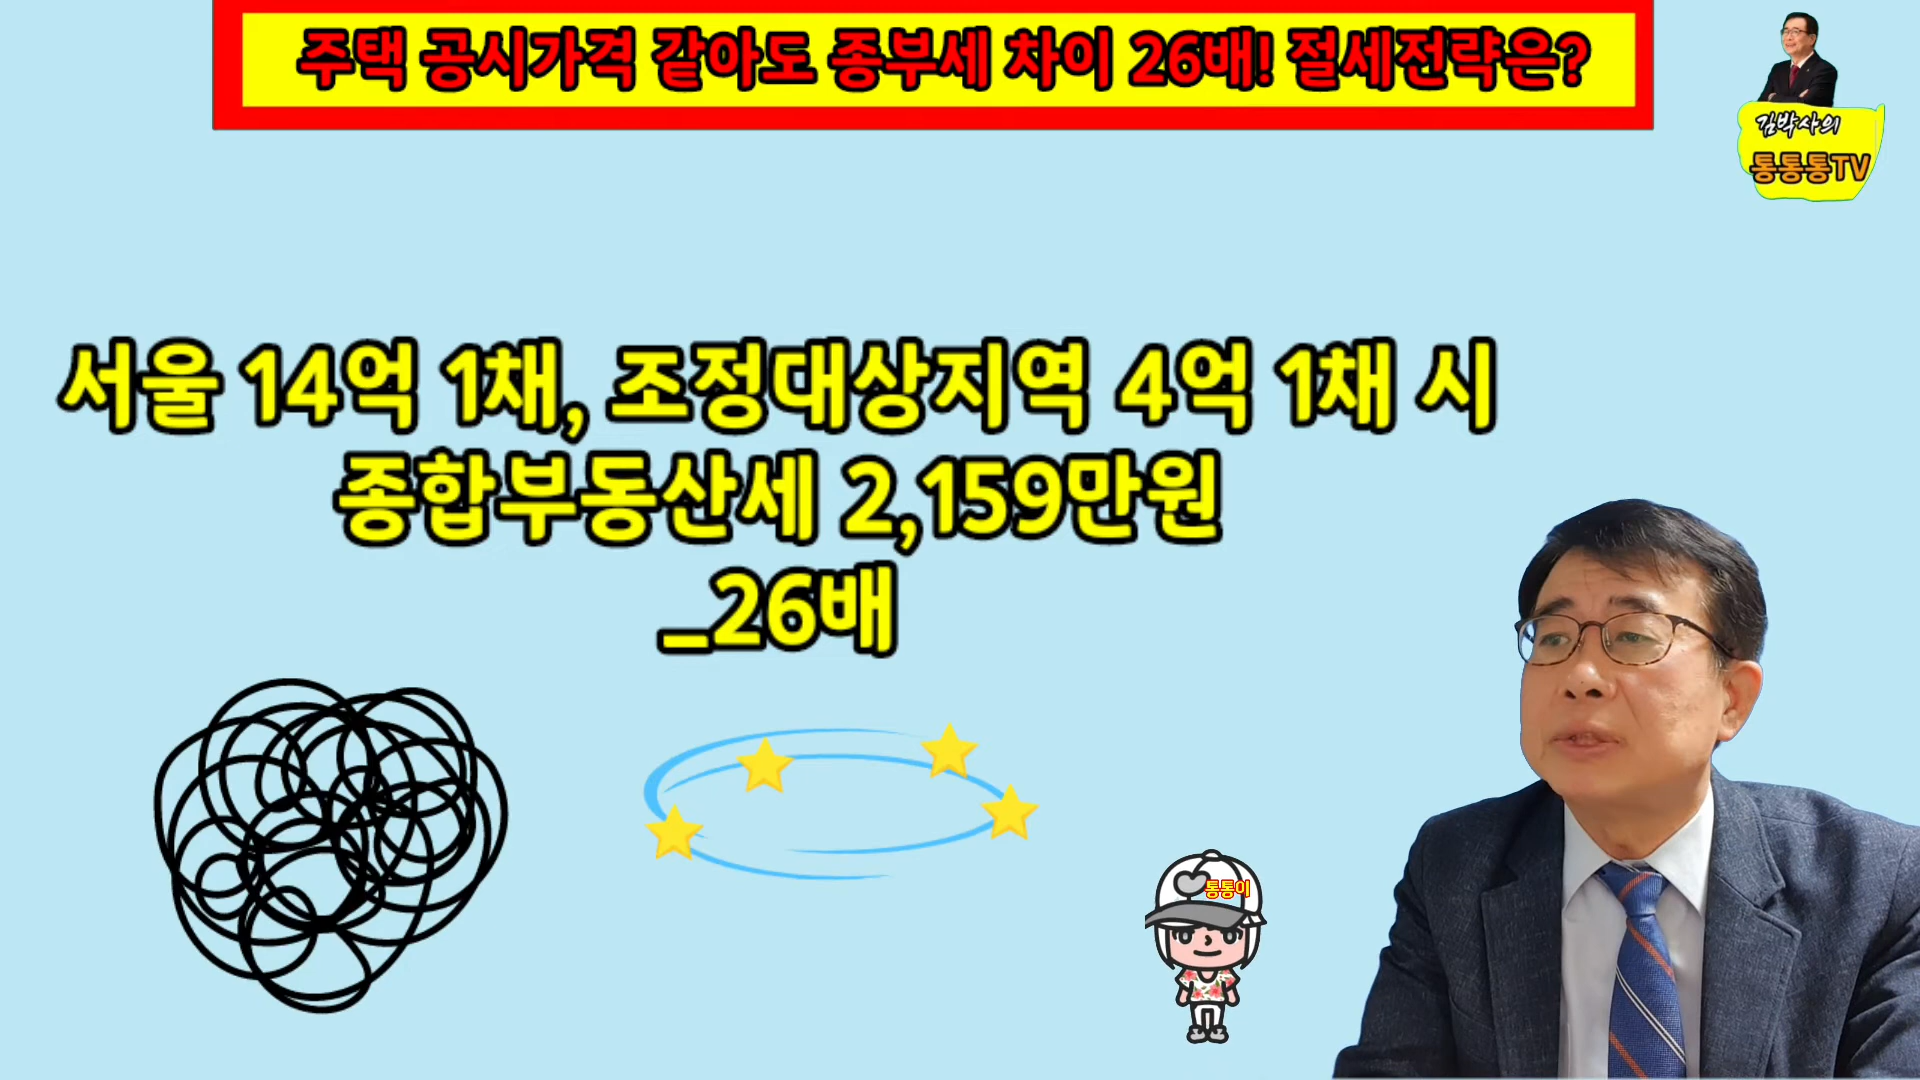 주택 공시가격 같아도 종부세 차이 26배! 절세전략은?
김박사의
통통통TV
서울 14억 1채, 조정대상지역 4억 1채 시
종합부동산세 2,159만원
_26배
통통이